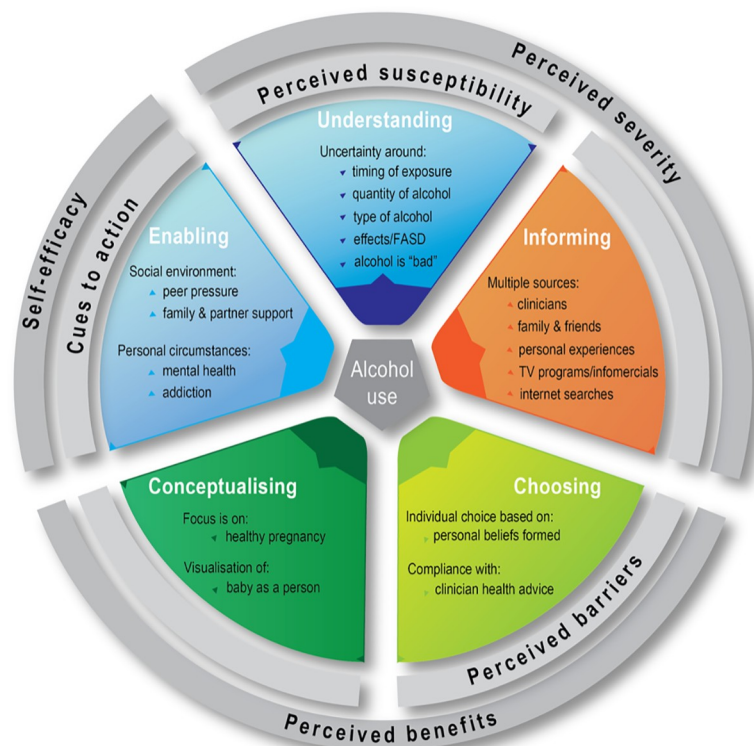 Perceived severity
Perceived susceptibility
Understanding
Uncertainty around:
timing of exposure
quantity of alcohol
type of alcohol
effects/FASD
alcohol is “bad”
Informing
Multiple sources:
clinicians
family & friends
personal experiences
TV programs/infomercials
internet searches
Choosing
Individual choice based on:
personal beliefs formed
Compliance with:
clinician health advice
Perceived barriers
Perceived benefits
Conceptualising
Focus is on:
healthy pregnancy
Visualisation of:
baby as a person
Self-efficacy
Cues to action
Enabling
Social environment:
peer pressure
family & partner support
Personal circumstances:
mental health
addiction
Alcohol
use